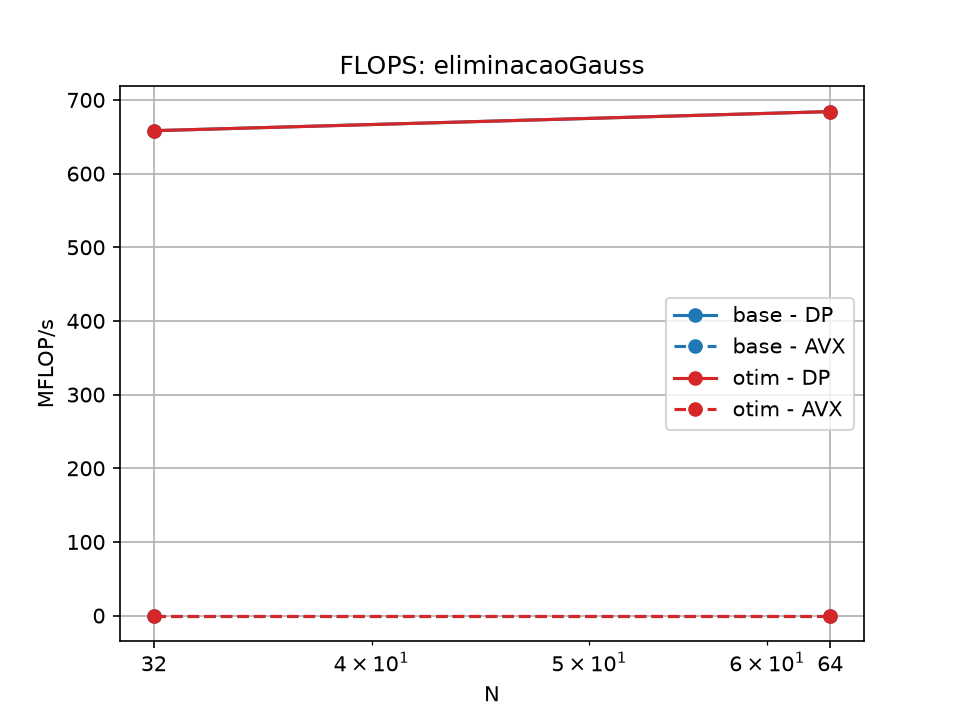 FLOPS: eliminacaoGauss
700
600
500
400
300
200
100
0
MFLOP/s
base - DP
base - AVX
otim - DP
otim - AVX
32
4 × 10¹
5 × 10¹
6 × 10¹
64
N